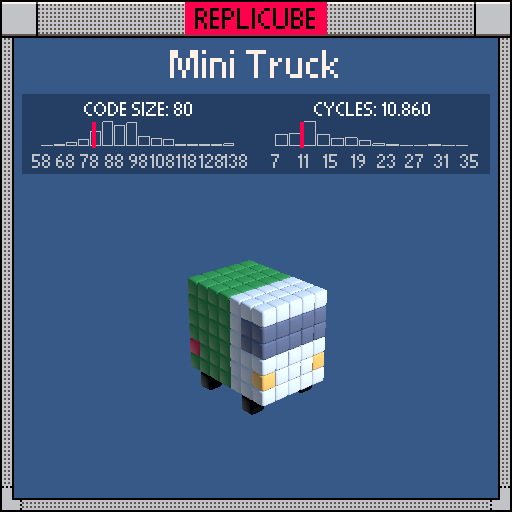 REPLICUBE
Mini Truck
CODE SIZE: 80
CYCLES: 10.860
58 68 78 88 98108118128138
7 11 15 19 23 27 31 35